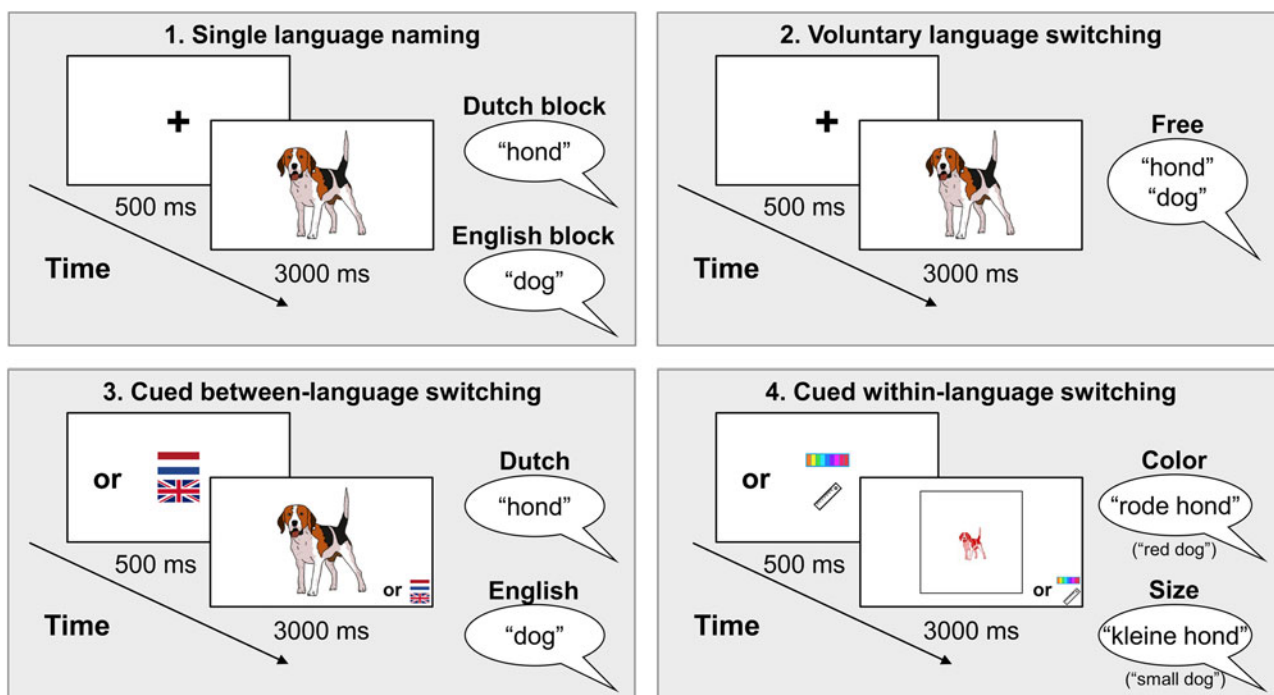 1. Single language naming
+
500 ms
Time
3000 ms
Dutch block
“hond”
English block
“dog”
2. Voluntary language switching
+
500 ms
Time
3000 ms
Free
“hond”
“dog”
3. Cued between-language switching
or
500 ms
or
Time
3000 ms
Dutch
“hond”
English
“dog”
4. Cued within-language switching
or
500 ms
or
Time
3000 ms
Color
“rode hond”
(“red dog”)
Size
“kleine hond”
(“small dog”)